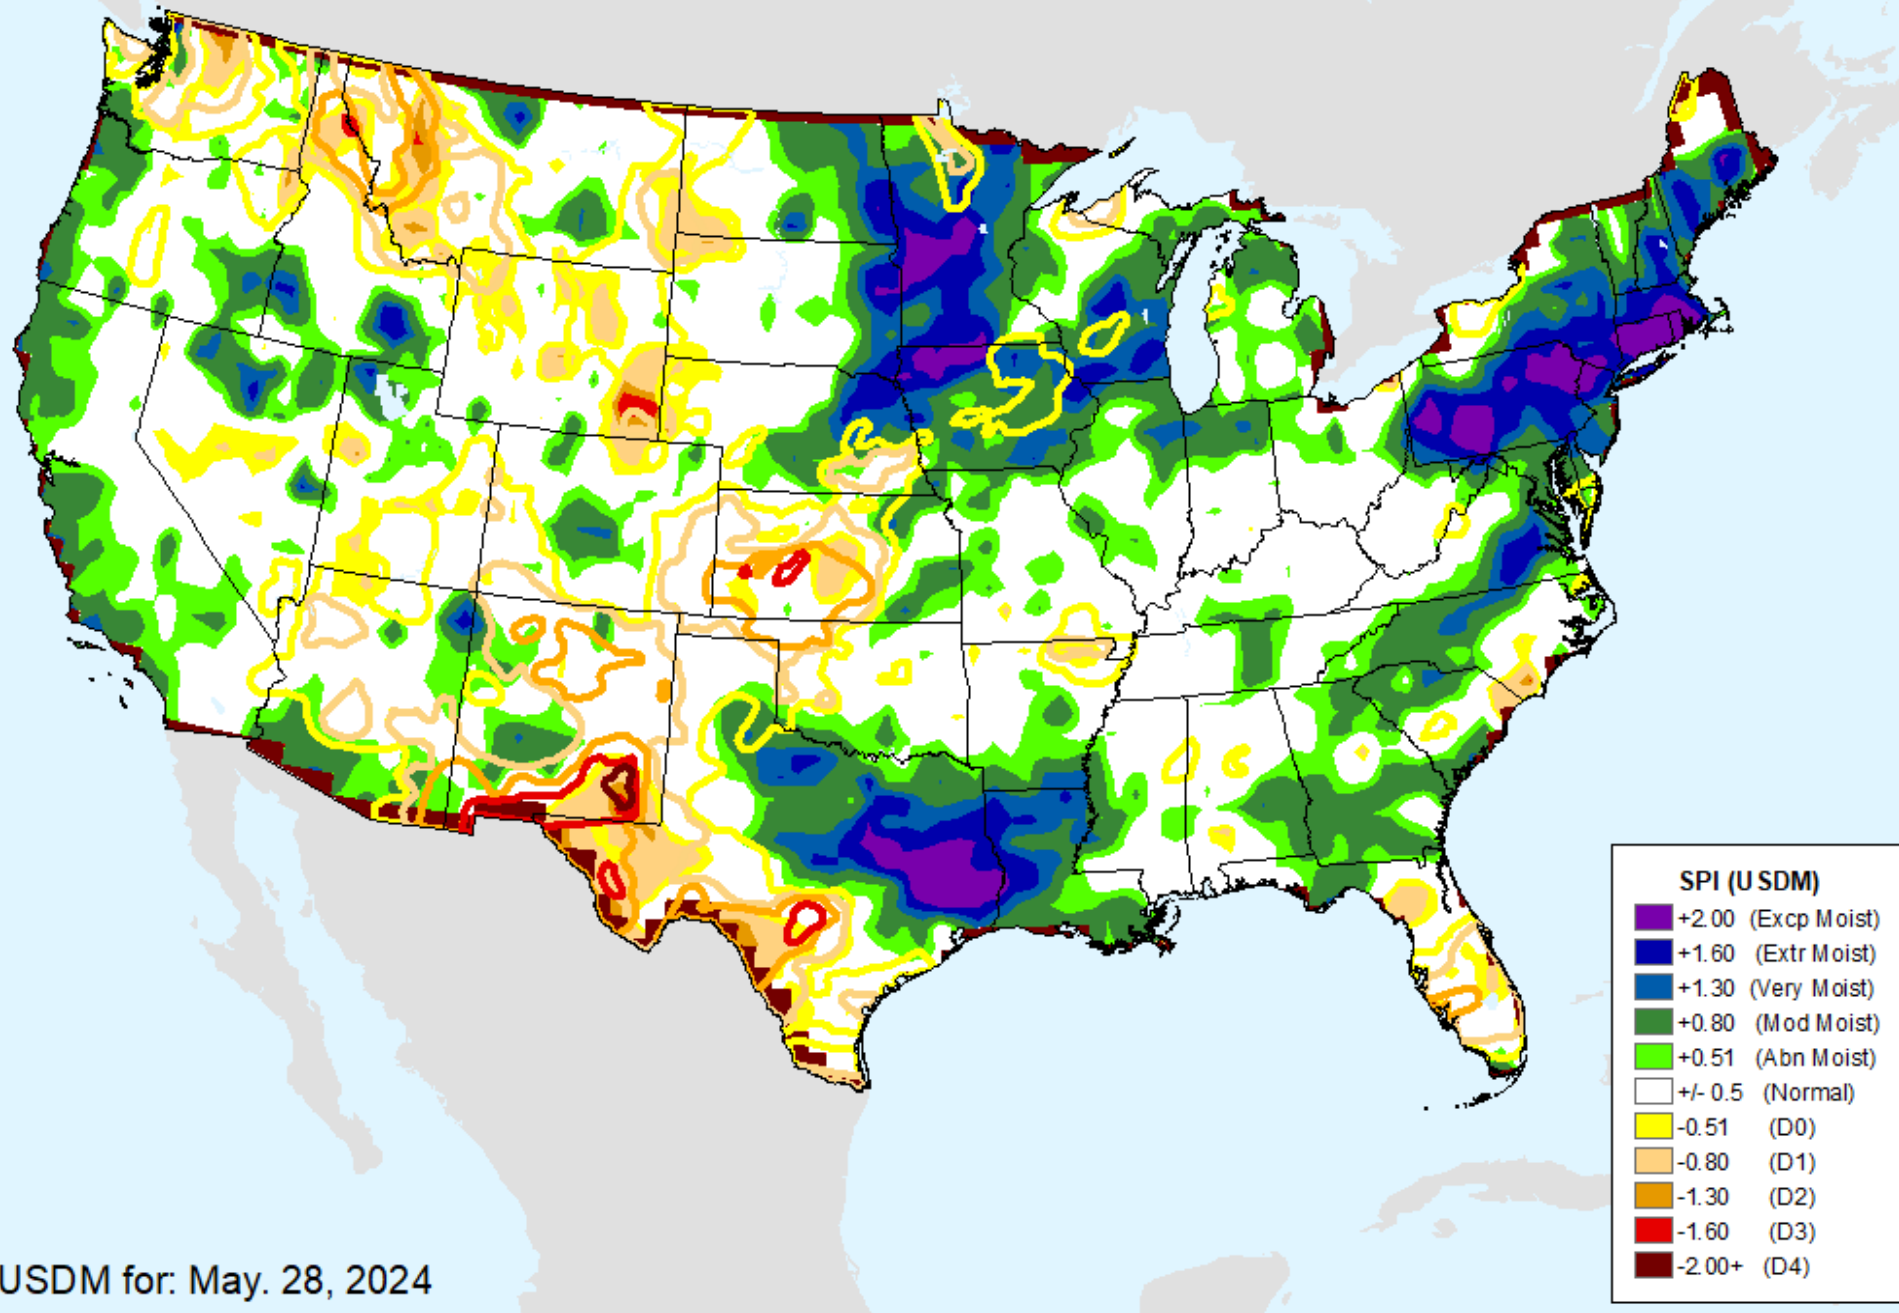 SPI (USDM)
+2.00 (Excp Moist)
+1.60 (Extr Moist)
+1.30 (Very Moist)
+0.80 (Mod Moist)
+0.51 (Abn Moist)
+/- 0.5 (Normal)
-0.51 (D0)
-0.80 (D1)
-1.30 (D2)
-1.60 (D3)
-2.00+ (D4)
USDM for: May. 28, 2024